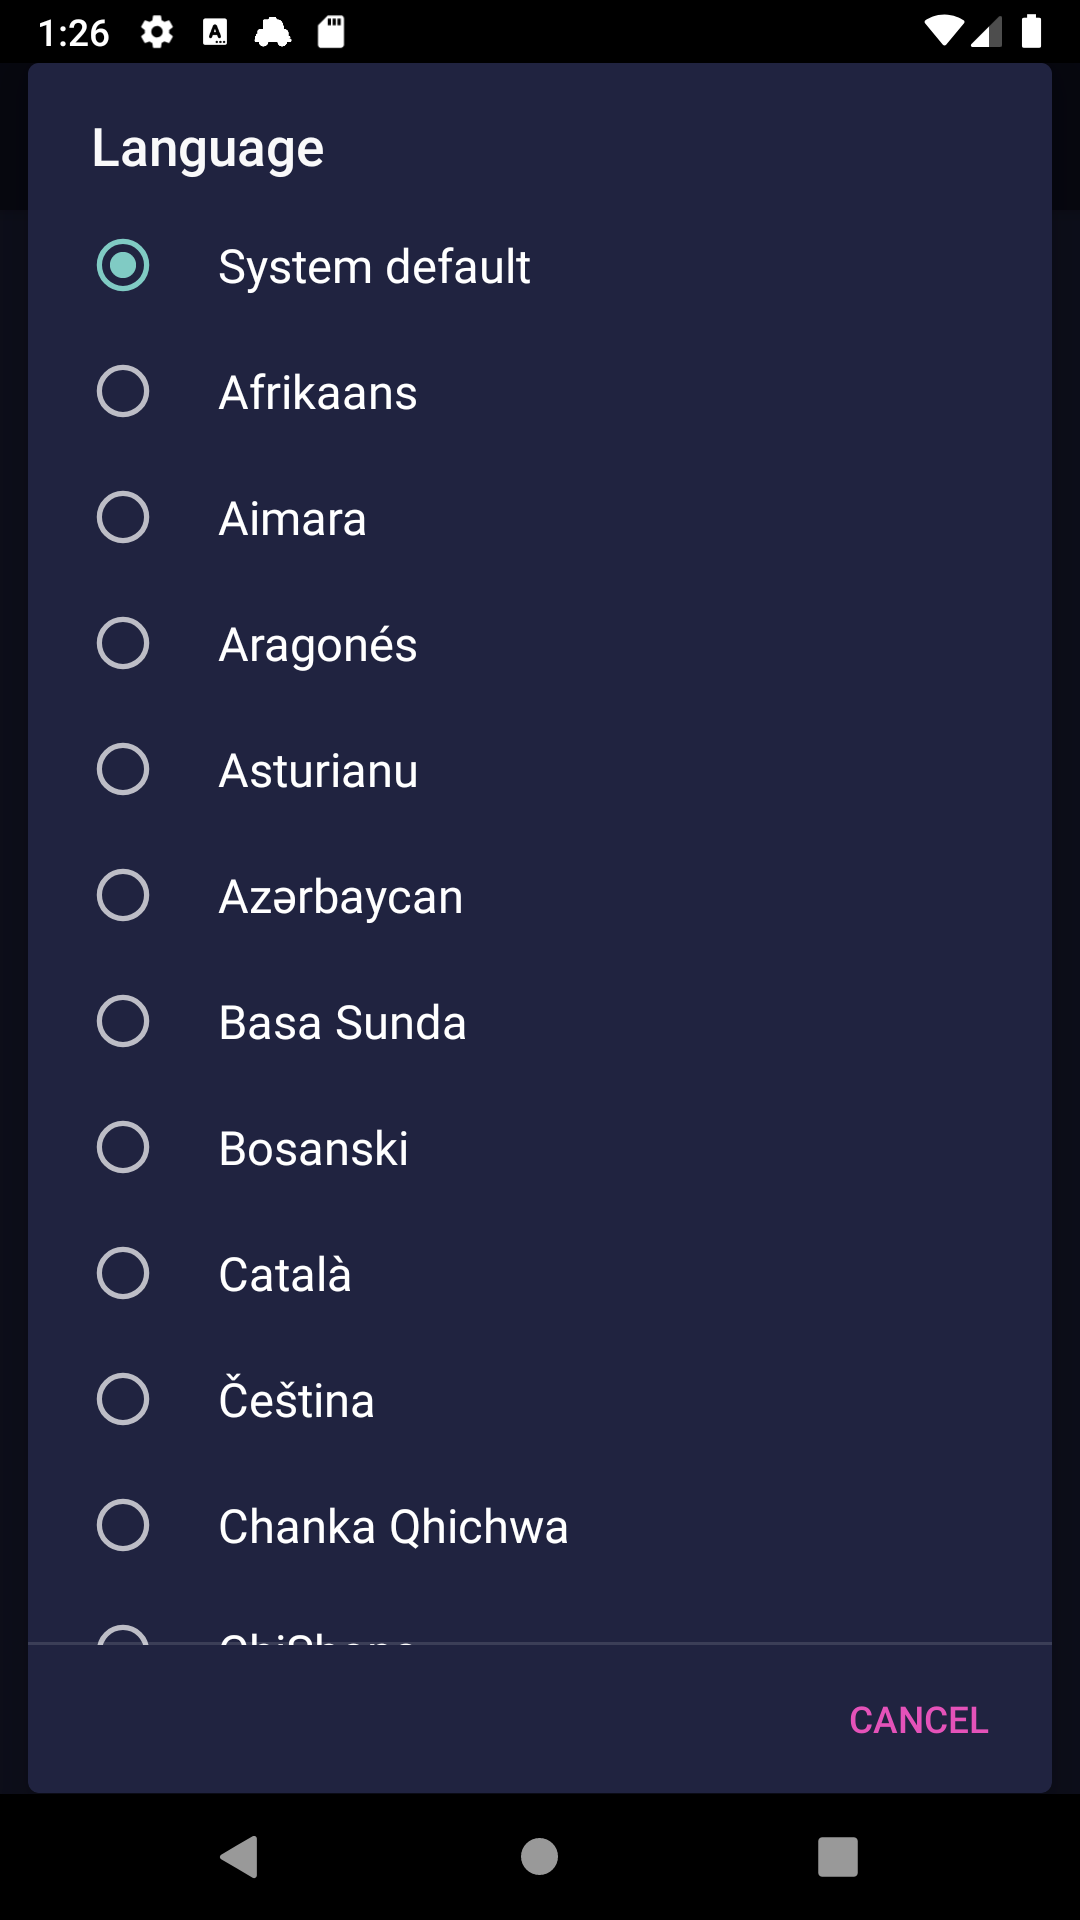 1:26
Language
System default
Afrikaans
Aimara
Aragonés
Asturianu
Azərbaycan
Basa Sunda
Bosanski
Català
Čeština
Chanka Qhichwa
CANCEL